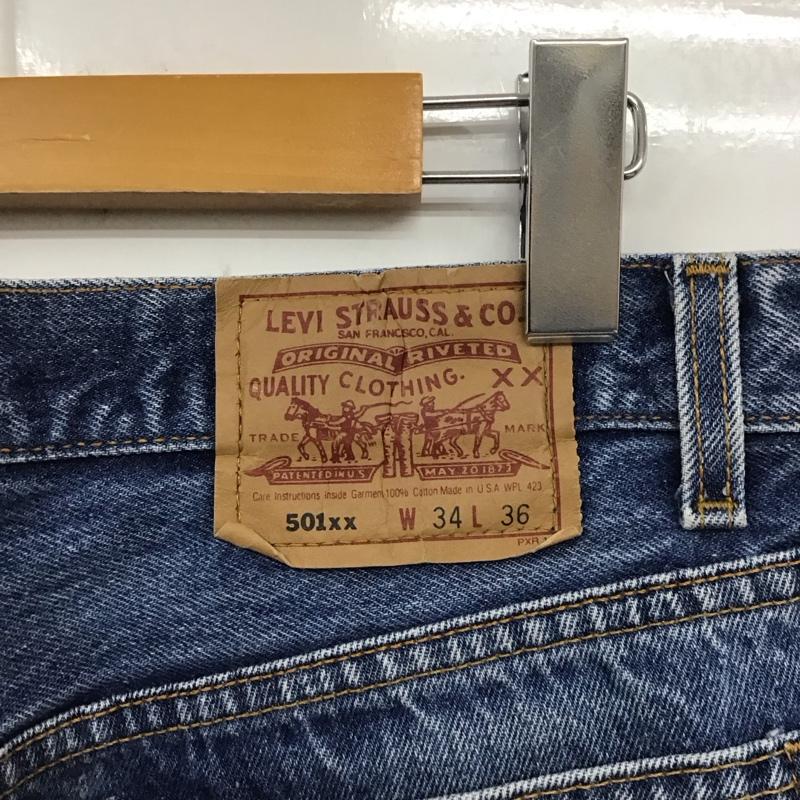 LEVI STRAUSS & CO.
SAN FRANCISCO, CAL.
ORIGINAL RIVETED
QUALITY CLOTHING. XX
TRADE MARK
PATENTED IN U.S. MAY 20 1873
Care Instructions Inside Garment 100% Cotton Made in U.S.A. WPL 423
501xx W 34 L 36